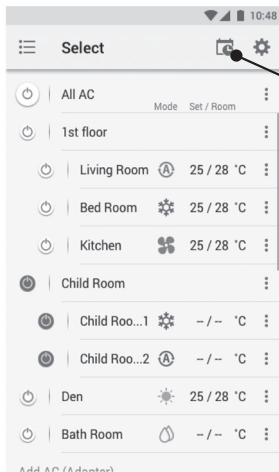 10:48
Select
All AC
Mode Set / Room
1st floor
Living Room A 25 / 28 °C
Bed Room 25 / 28 °C
Kitchen 25 / 28 °C
Child Room
Child Roo...1 -- / -- °C
Child Roo...2 A -- / -- °C
Den 25 / 28 °C
Bath Room -- / -- °C
Add AC (Adapter)